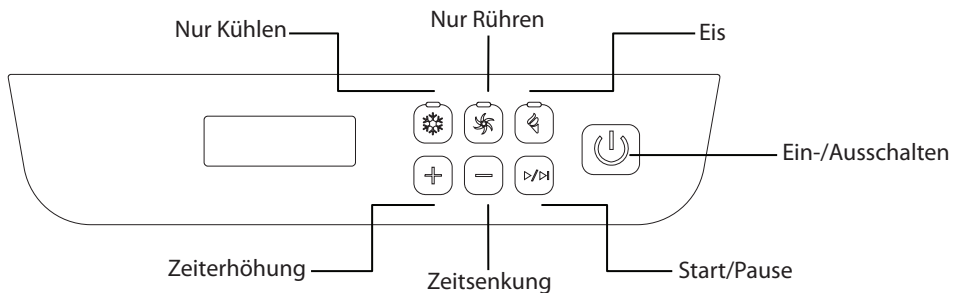 Nur Kühlen
Nur Rühren
Eis
Ein-/Ausschalten
Zeiterhöhung
Zeitsenkung
Start/Pause